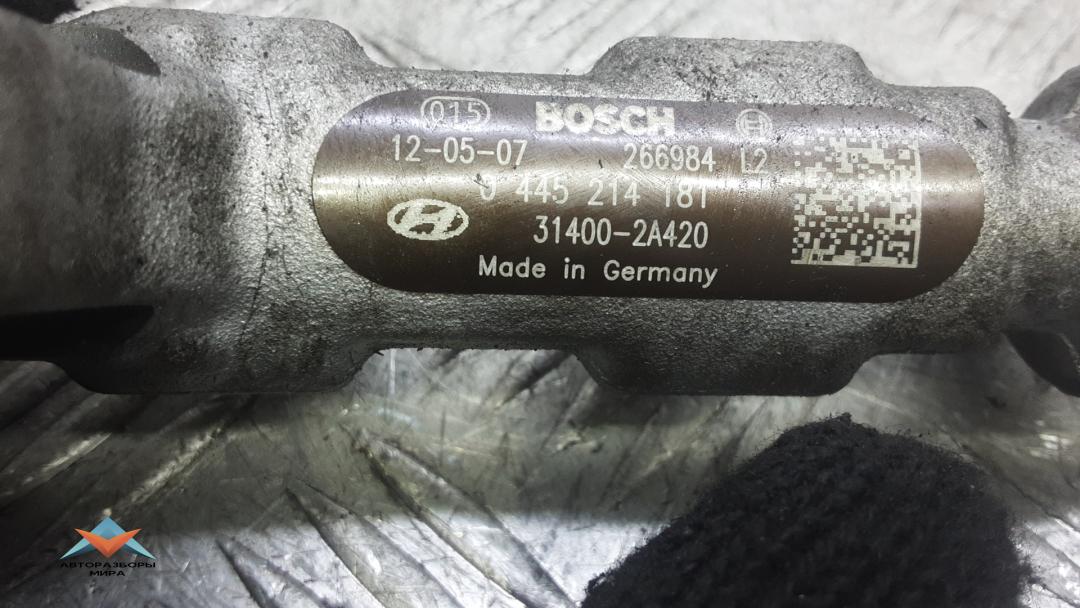 015 BOSCH
12-05-07 266984 L2
0 445 214 181
31400-2A420
Made in Germany
АВТОРАЗБОРЫ
МИРА